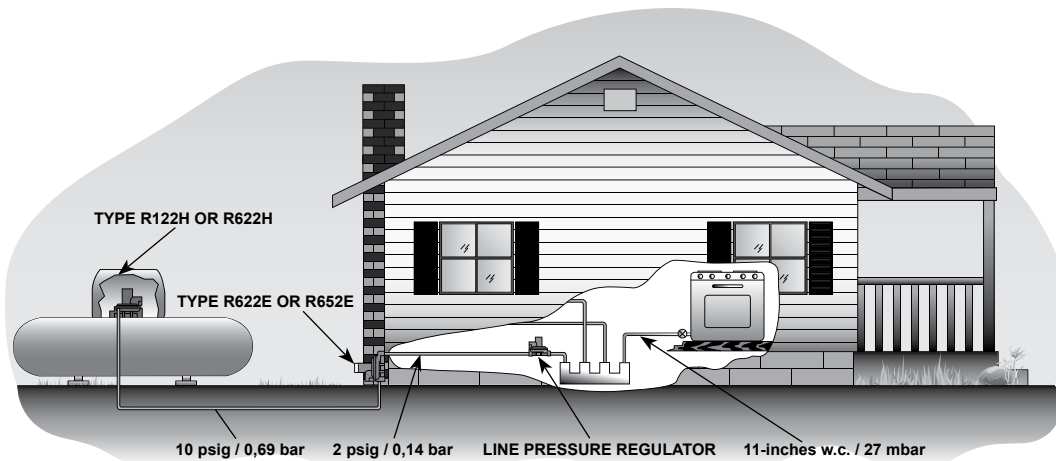 TYPE R122H OR R622H
TYPE R622E OR R652E
10 psig / 0,69 bar
2 psig / 0,14 bar
LINE PRESSURE REGULATOR
11-inches w.c. / 27 mbar